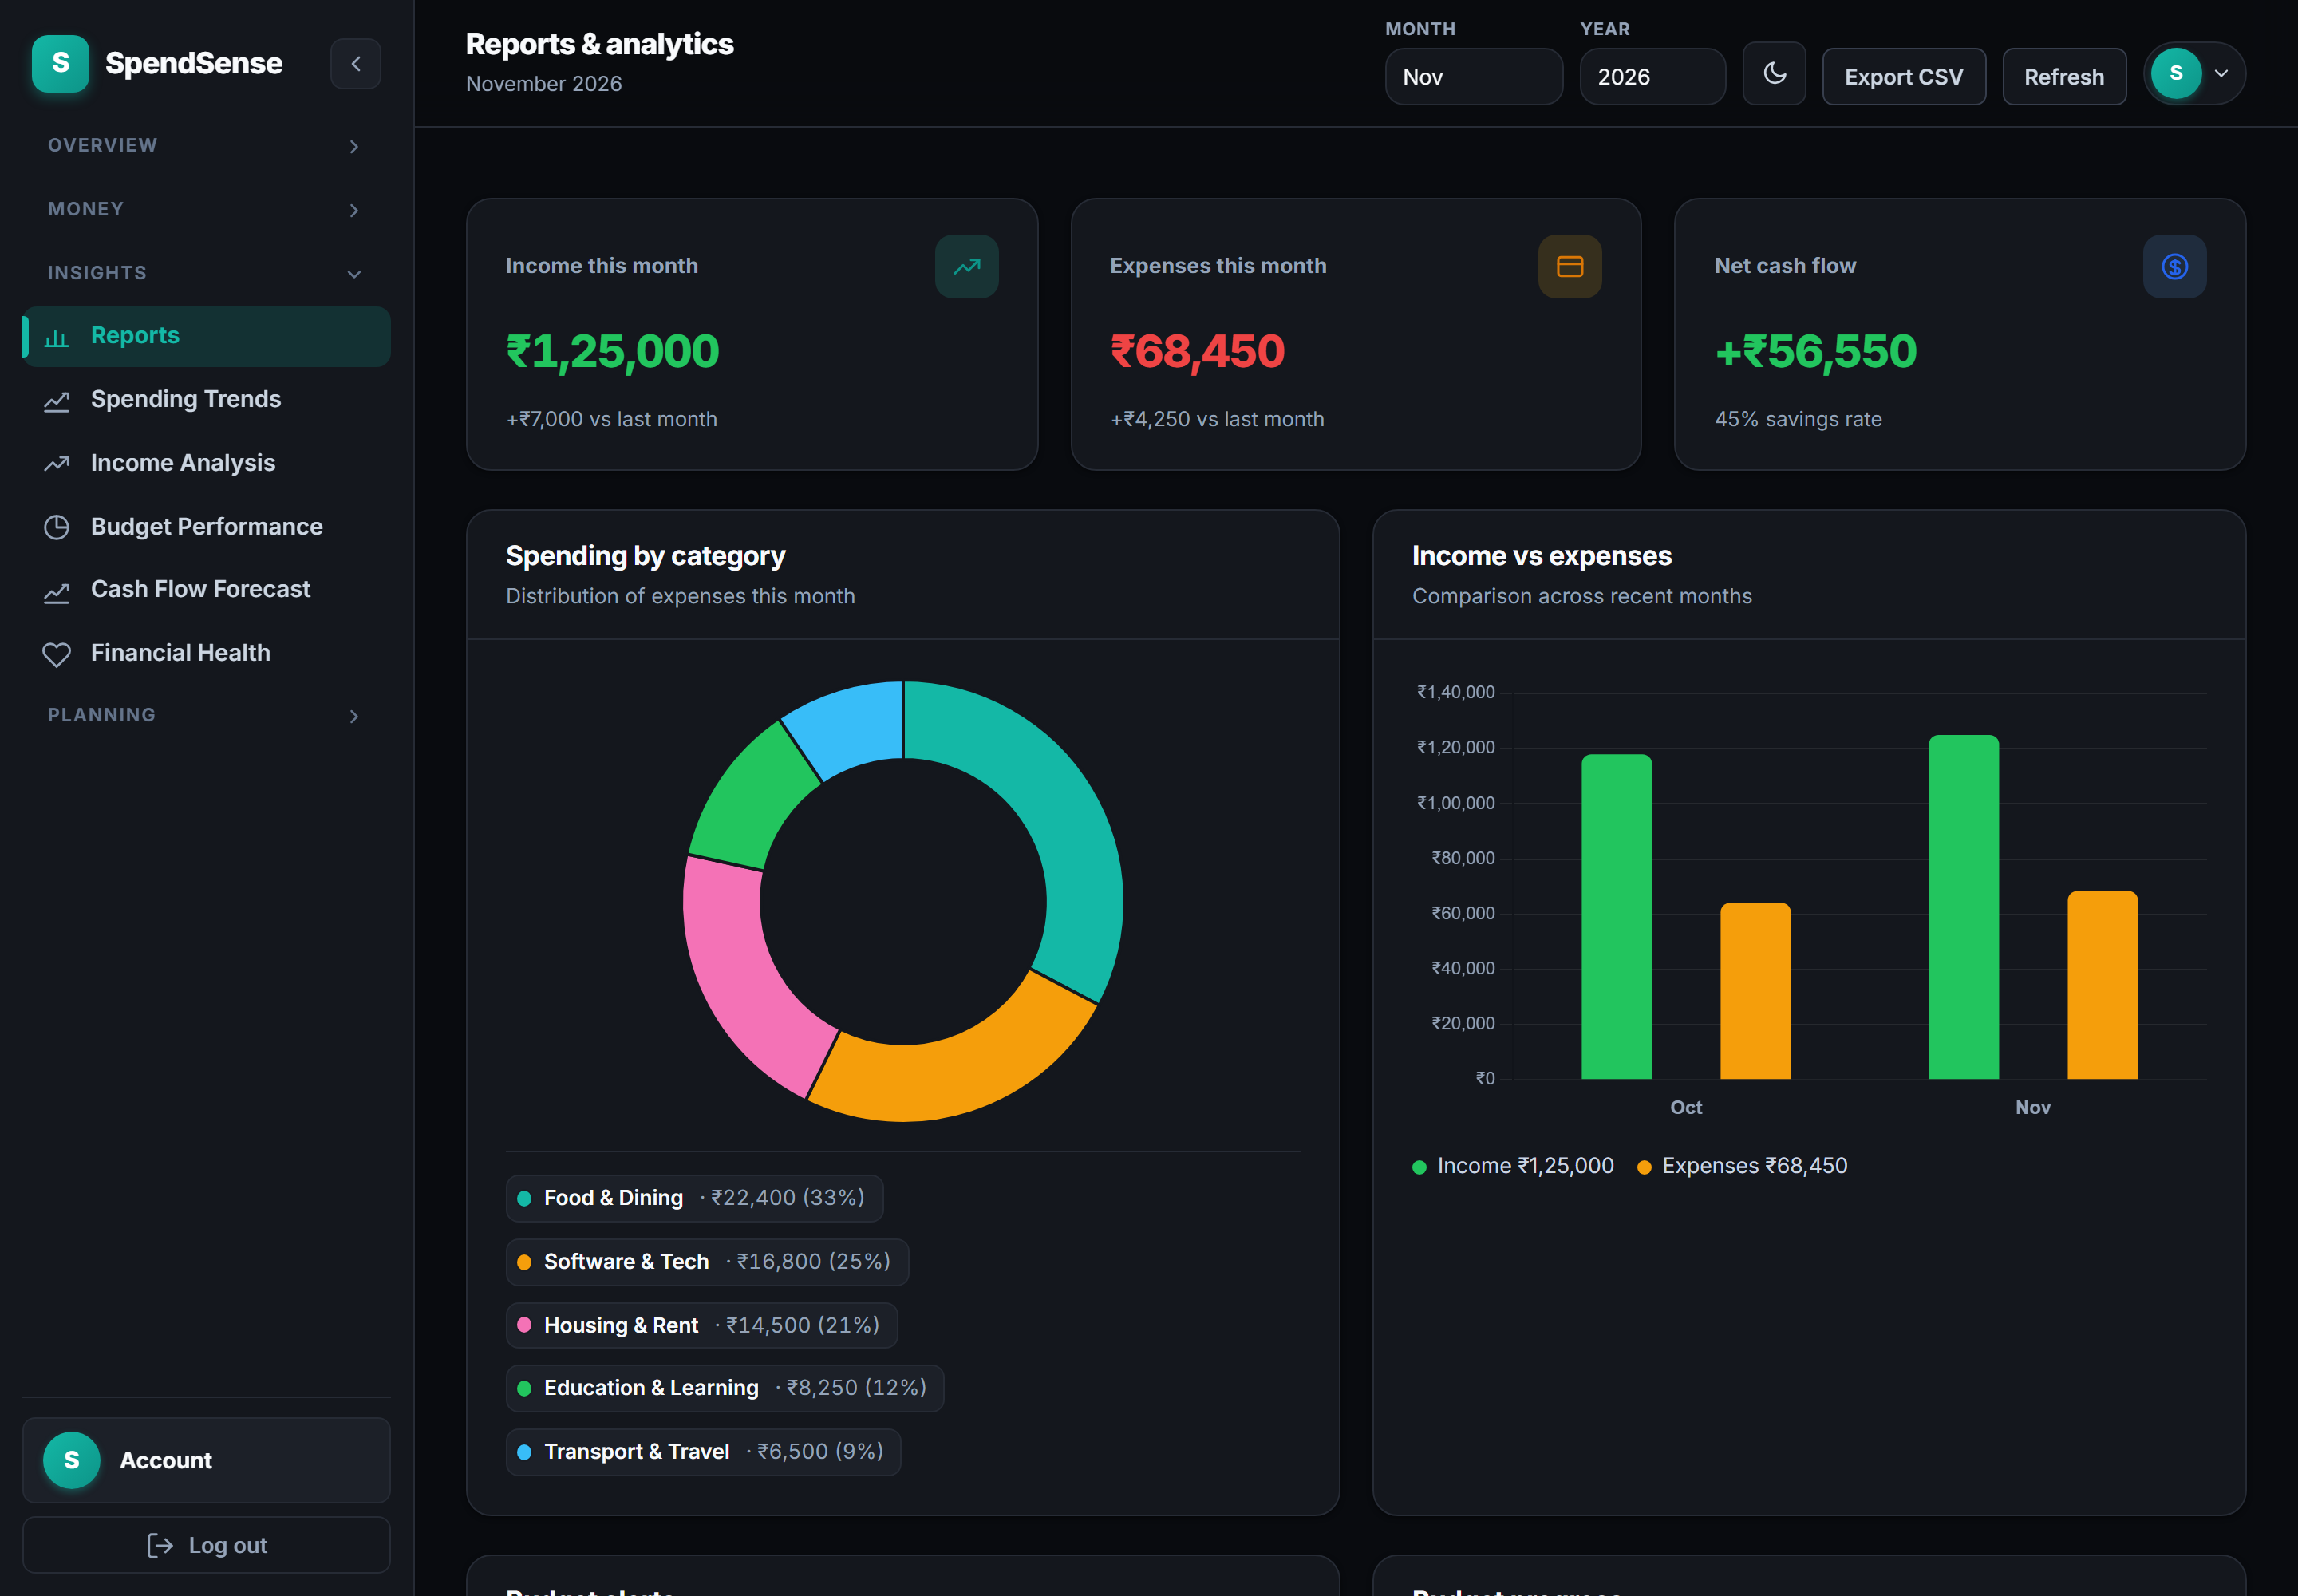 S SpendSense
OVERVIEW
MONEY
INSIGHTS
Reports
Spending Trends
Income Analysis
Budget Performance
Cash Flow Forecast
Financial Health
PLANNING
S Account
Log out
Reports & analytics
November 2026
MONTH
Nov
YEAR
2026
Export CSV
Refresh
S
Income this month
₹1,25,000
+₹7,000 vs last month
Expenses this month
₹68,450
+₹4,250 vs last month
Net cash flow
+₹56,550
45% savings rate
Spending by category
Distribution of expenses this month
Food & Dining · ₹22,400 (33%)
Software & Tech · ₹16,800 (25%)
Housing & Rent · ₹14,500 (21%)
Education & Learning · ₹8,250 (12%)
Transport & Travel · ₹6,500 (9%)
Income vs expenses
Comparison across recent months
₹1,40,000
₹1,20,000
₹1,00,000
₹80,000
₹60,000
₹40,000
₹20,000
₹0
Oct
Nov
Income ₹1,25,000
Expenses ₹68,450